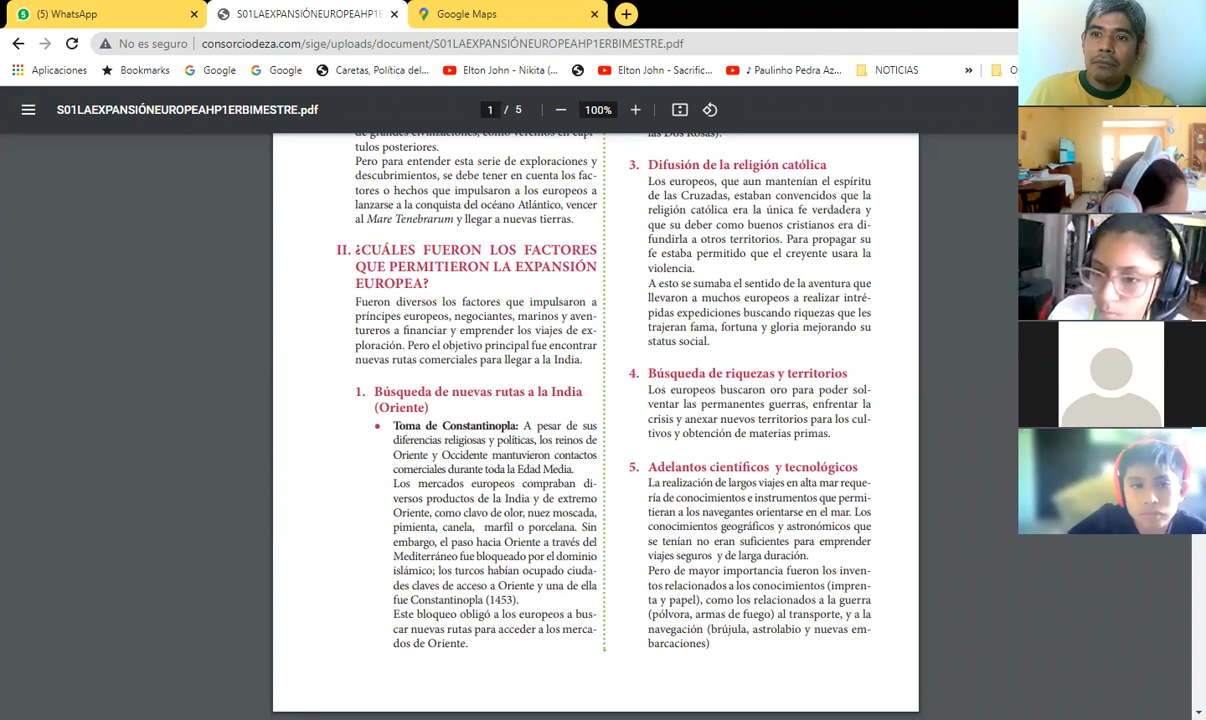 (5) WhatsApp
S01LAEXPANSIÓNEUROPEAHP1E
Google Maps
No es seguro
consorciodeza.com/sige/uploads/document/S01LAEXPANSIÓNEUROPEAHP1ERBIMESTRE.pdf
Aplicaciones
Bookmarks
Google
Google
Caretas, Política del...
Elton John - Nikita (...
Elton John - Sacrific...
♪ Paulinho Pedra Az...
NOTICIAS
»
S01LAEXPANSIÓNEUROPEAHP1ERBIMESTRE.pdf
1 / 5
100%
de grandes civilizaciones, como veremos en capí-
tulos posteriores.
Pero para entender esta serie de exploraciones y
descubrimientos, se debe tener en cuenta los fac-
tores o hechos que impulsaron a los europeos a
lanzarse a la conquista del océano Atlántico, vencer
al Mare Tenebrarum y llegar a nuevas tierras.
II. ¿CUÁLES FUERON LOS FACTORES
QUE PERMITIERON LA EXPANSIÓN
EUROPEA?
Fueron diversos los factores que impulsaron a
príncipes europeos, negociantes, marinos y aven-
tureros a financiar y emprender los viajes de ex-
ploración. Pero el objetivo principal fue encontrar
nuevas rutas comerciales para llegar a la India.
1. Búsqueda de nuevas rutas a la India
(Oriente)
• Toma de Constantinopla: A pesar de sus
diferencias religiosas y políticas, los reinos de
Oriente y Occidente mantuvieron contactos
comerciales durante toda la Edad Media.
Los mercados europeos compraban di-
versos productos de la India y de extremo
Oriente, como clavo de olor, nuez moscada,
pimienta, canela, marfil o porcelana. Sin
embargo, el paso hacia Oriente a través del
Mediterráneo fue bloqueado por el dominio
islámico; los turcos habían ocupado ciuda-
des claves de acceso a Oriente y una de ella
fue Constantinopla (1453).
Este bloqueo obligó a los europeos a bus-
car nuevas rutas para acceder a los merca-
dos de Oriente.
las Dos Rosas).
3. Difusión de la religión católica
Los europeos, que aun mantenían el espíritu
de las Cruzadas, estaban convencidos que la
religión católica era la única fe verdadera y
que su deber como buenos cristianos era di-
fundirla a otros territorios. Para propagar su
fe estaba permitido que el creyente usara la
violencia.
A esto se sumaba el sentido de la aventura que
llevaron a muchos europeos a realizar intré-
pidas expediciones buscando riquezas que les
trajeran fama, fortuna y gloria mejorando su
status social.
4. Búsqueda de riquezas y territorios
Los europeos buscaron oro para poder sol-
ventar las permanentes guerras, enfrentar la
crisis y anexar nuevos territorios para los cul-
tivos y obtención de materias primas.
5. Adelantos científicos y tecnológicos
La realización de largos viajes en alta mar reque-
ría de conocimientos e instrumentos que permi-
tieran a los navegantes orientarse en el mar. Los
conocimientos geográficos y astronómicos que
se tenían no eran suficientes para emprender
viajes seguros y de larga duración.
Pero de mayor importancia fueron los inven-
tos relacionados a los conocimientos (impren-
ta y papel), como los relacionados a la guerra
(pólvora, armas de fuego) al transporte, y a la
navegación (brújula, astrolabio y nuevas em-
barcaciones)